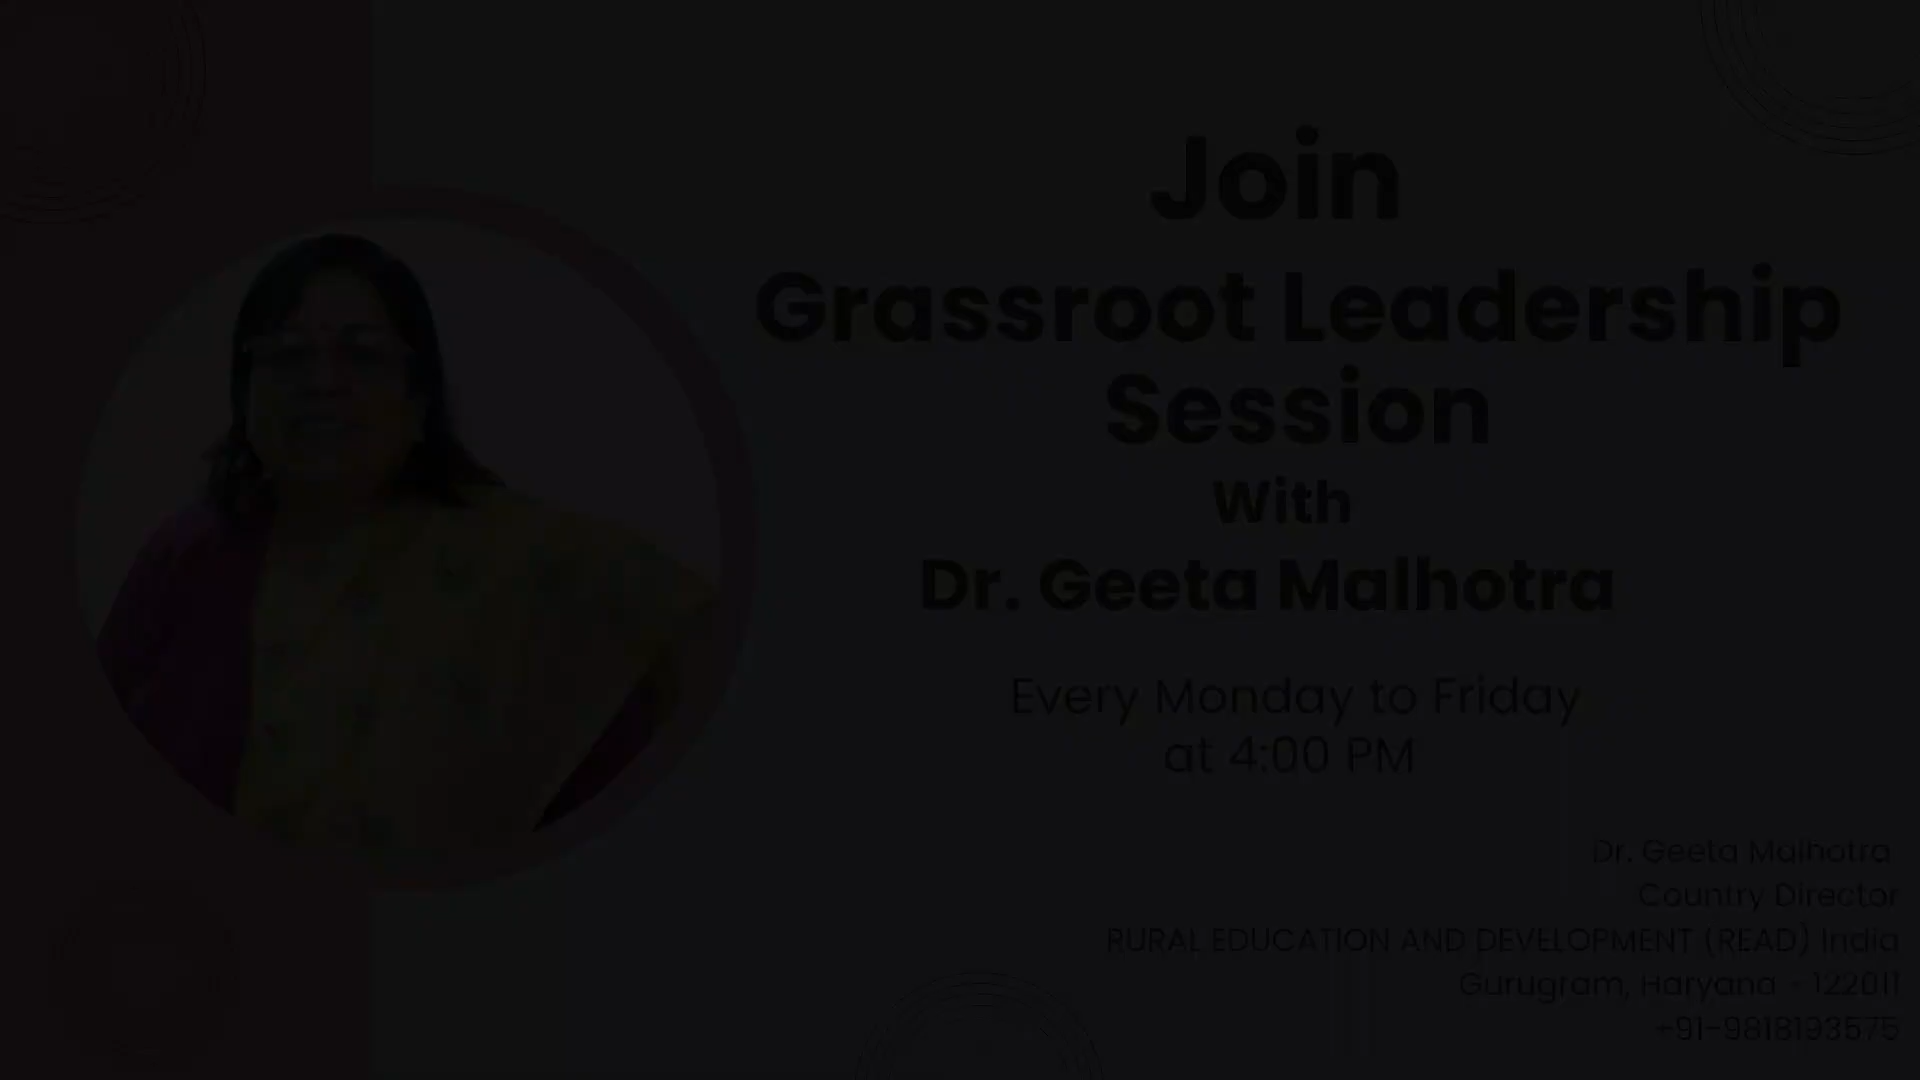 Join
Grassroot Leadership
Session
With
Dr. Geeta Malhotra
Every Monday to Friday
at 4:00 PM
Dr. Geeta Malhotra
Country Director
RURAL EDUCATION AND DEVELOPMENT (READ) India
Gurugram, Haryana - 122011
+91-9818193575